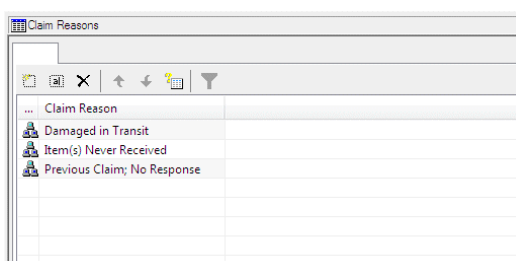 Claim Reasons
a
... Claim Reason
Damaged in Transit
Item(s) Never Received
Previous Claim; No Response